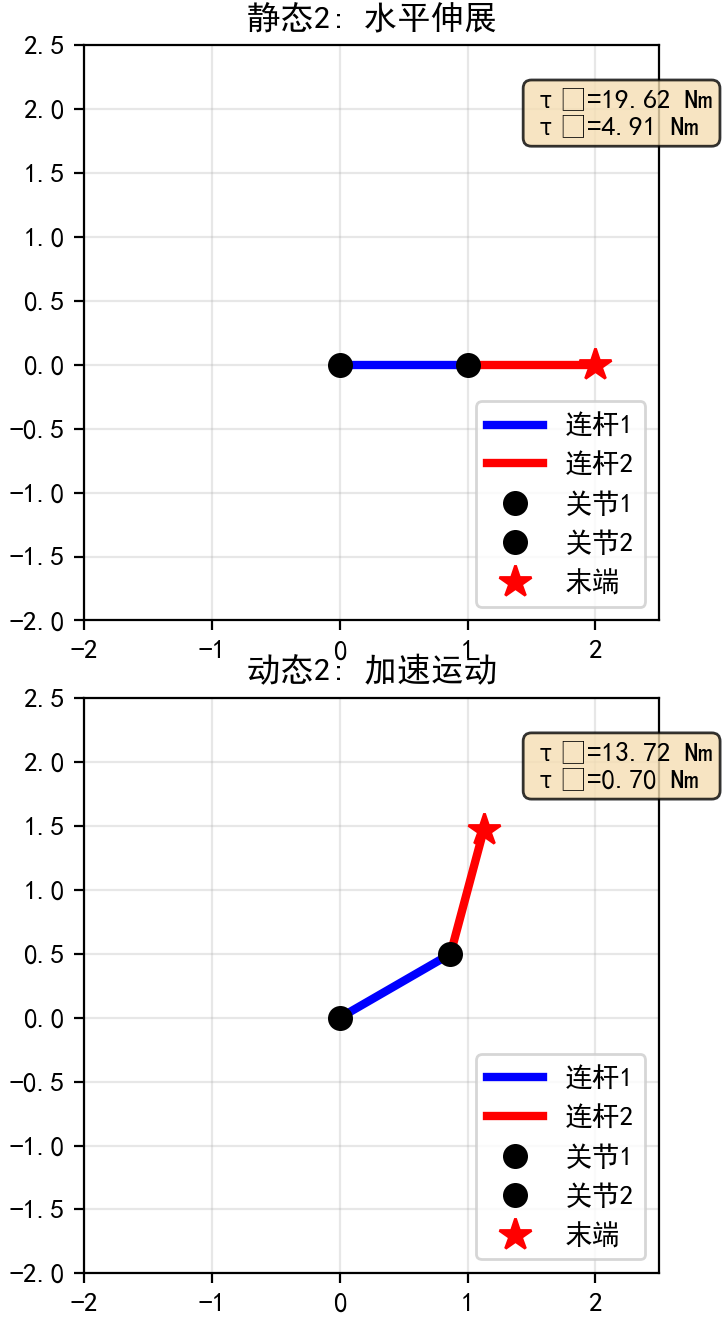 静态2: 水平伸展
2.5
2.0
1.5
1.0
0.5
0.0
−0.5
−1.0
−1.5
−2.0
τ □=19.62 Nm
τ □=4.91 Nm
连杆1
连杆2
关节1
关节2
末端
−2
−1
0
1
2
动态2: 加速运动
2.5
2.0
1.5
1.0
0.5
0.0
−0.5
−1.0
−1.5
−2.0
τ □=13.72 Nm
τ □=0.70 Nm
连杆1
连杆2
关节1
关节2
末端
−2
−1
0
1
2